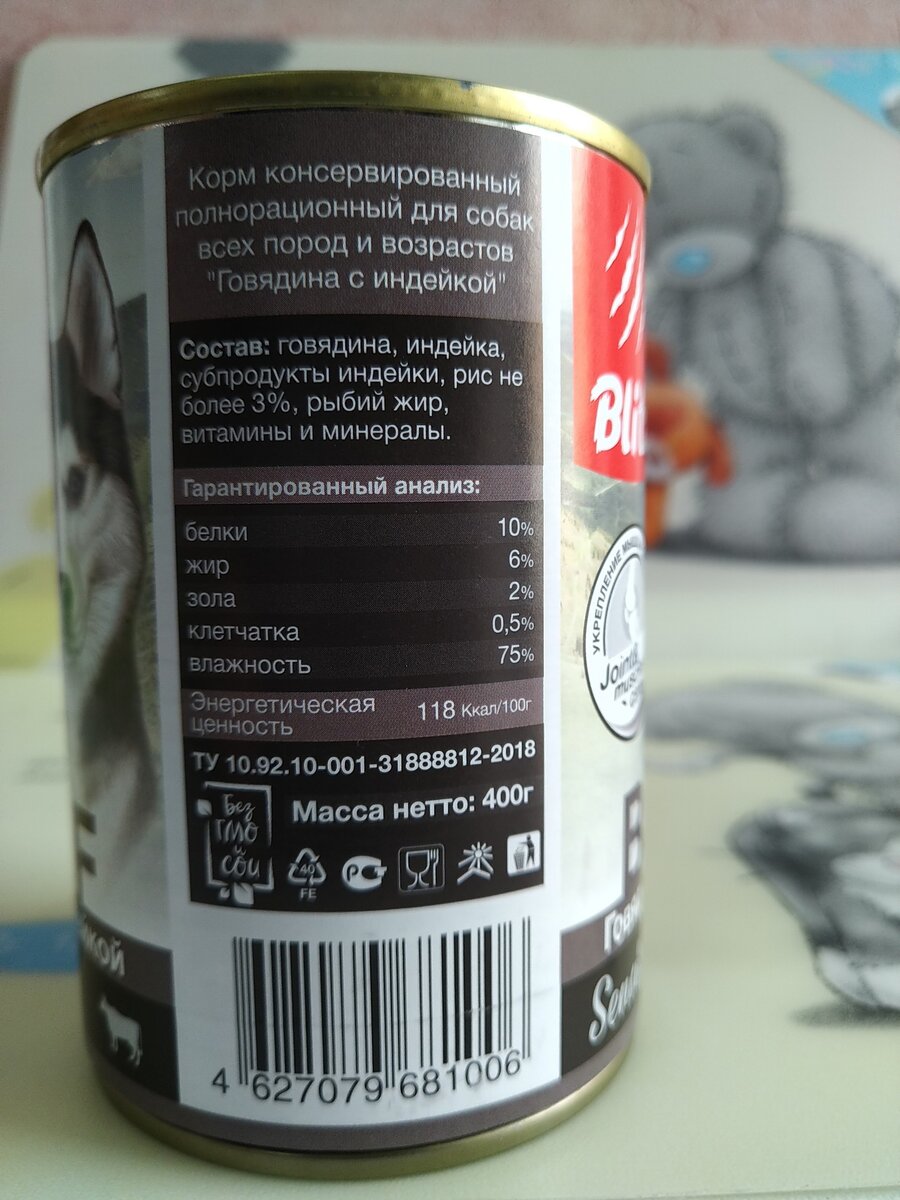 Корм консервированный
полнорационный для собак
всех пород и возрастов
"Говядина с индейкой"
Состав: говядина, индейка,
субпродукты индейки, рис не
более 3%, рыбий жир,
витамины и минералы.
Гарантированный анализ:
белки 10%
жир 6%
зола 2%
клетчатка 0,5%
влажность 75%
Энергетическая
ценность 118 Ккал/100г
ТУ 10.92.10-001-31888812-2018
Без
ГМО
и
сои
Масса нетто: 400г
40
FE
4 627079 681006
УКРЕПЛЕНИЕ
Joint&